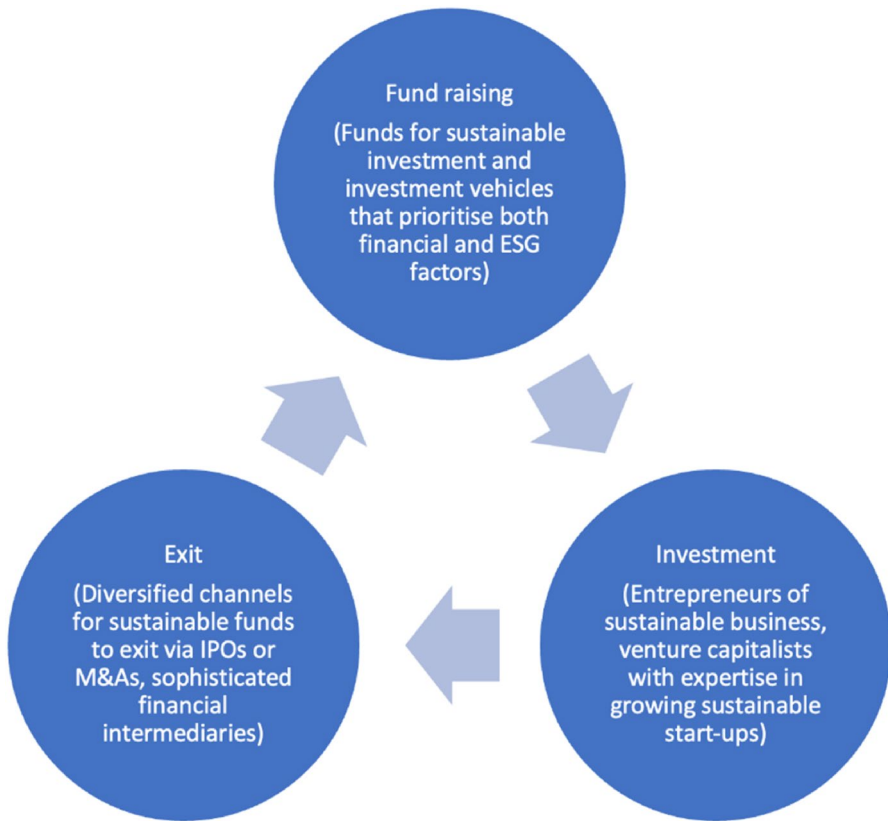 Fund raising
(Funds for sustainable
investment and
investment vehicles
that prioritise both
financial and ESG
factors)
Investment
(Entrepreneurs of
sustainable business,
venture capitalists
with expertise in
growing sustainable
start-ups)
Exit
(Diversified channels
for sustainable funds
to exit via IPOs or
M&As, sophisticated
financial
intermediaries)